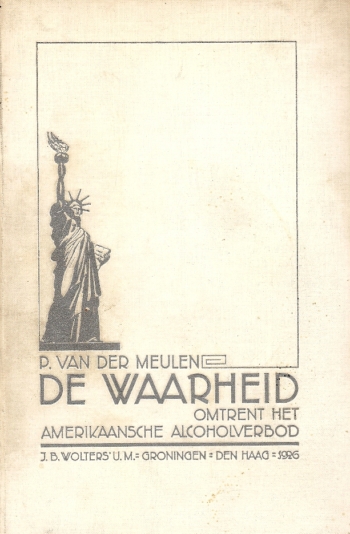 P. VAN DER MEULEN
DE WAARHEID
OMTRENT HET
AMERIKAANSCHE ALCOHOLVERBOD
J. B. WOLTERS' U. M. = GRONINGEN = DEN HAAG = 1926